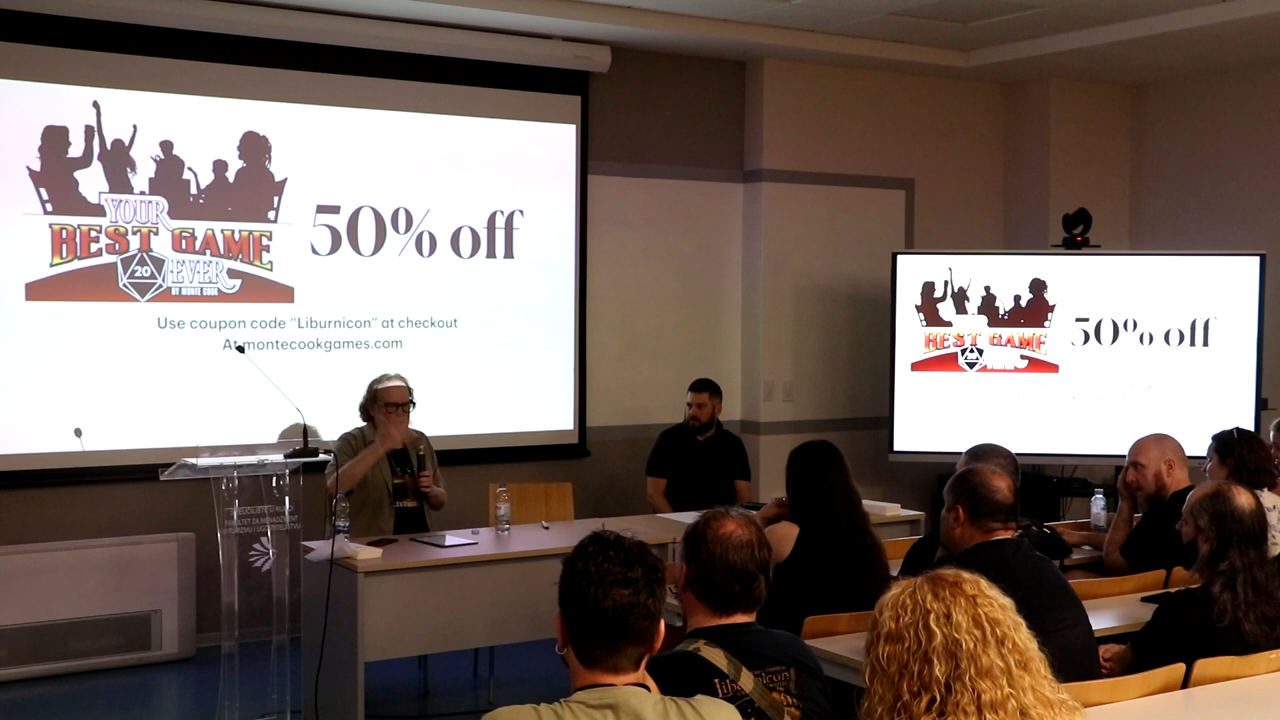 YOUR
BEST GAME
20 EVER
BY MONTE COOK
50% off
Use coupon code "Liburnicon" at checkout
At montecookgames.com
BEST GAME
50% off
Liburnicon